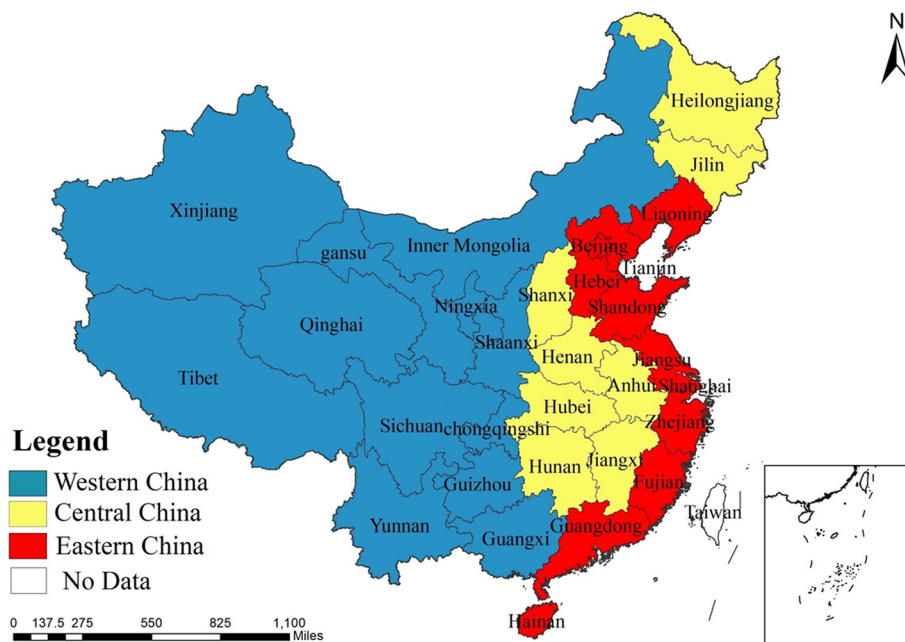 N
Heilongjiang
Jilin
Liaoning
Xinjiang
Inner Mongolia
gansu
Beijing
Tianjin
Hebei
Shanxi
Ningxia
Shandong
Qinghai
Shaanxi
Henan
Jiangsu
Tibet
Anhui
Shanghai
Hubei
Zhejiang
Sichuan
chongqingshi
Hunan
Jiangxi
Guizhou
Fujian
Taiwan
Yunnan
Guangxi
Guangdong
Hainan
Legend
Western China
Central China
Eastern China
No Data
0 137.5 275 550 825 1,100
Miles